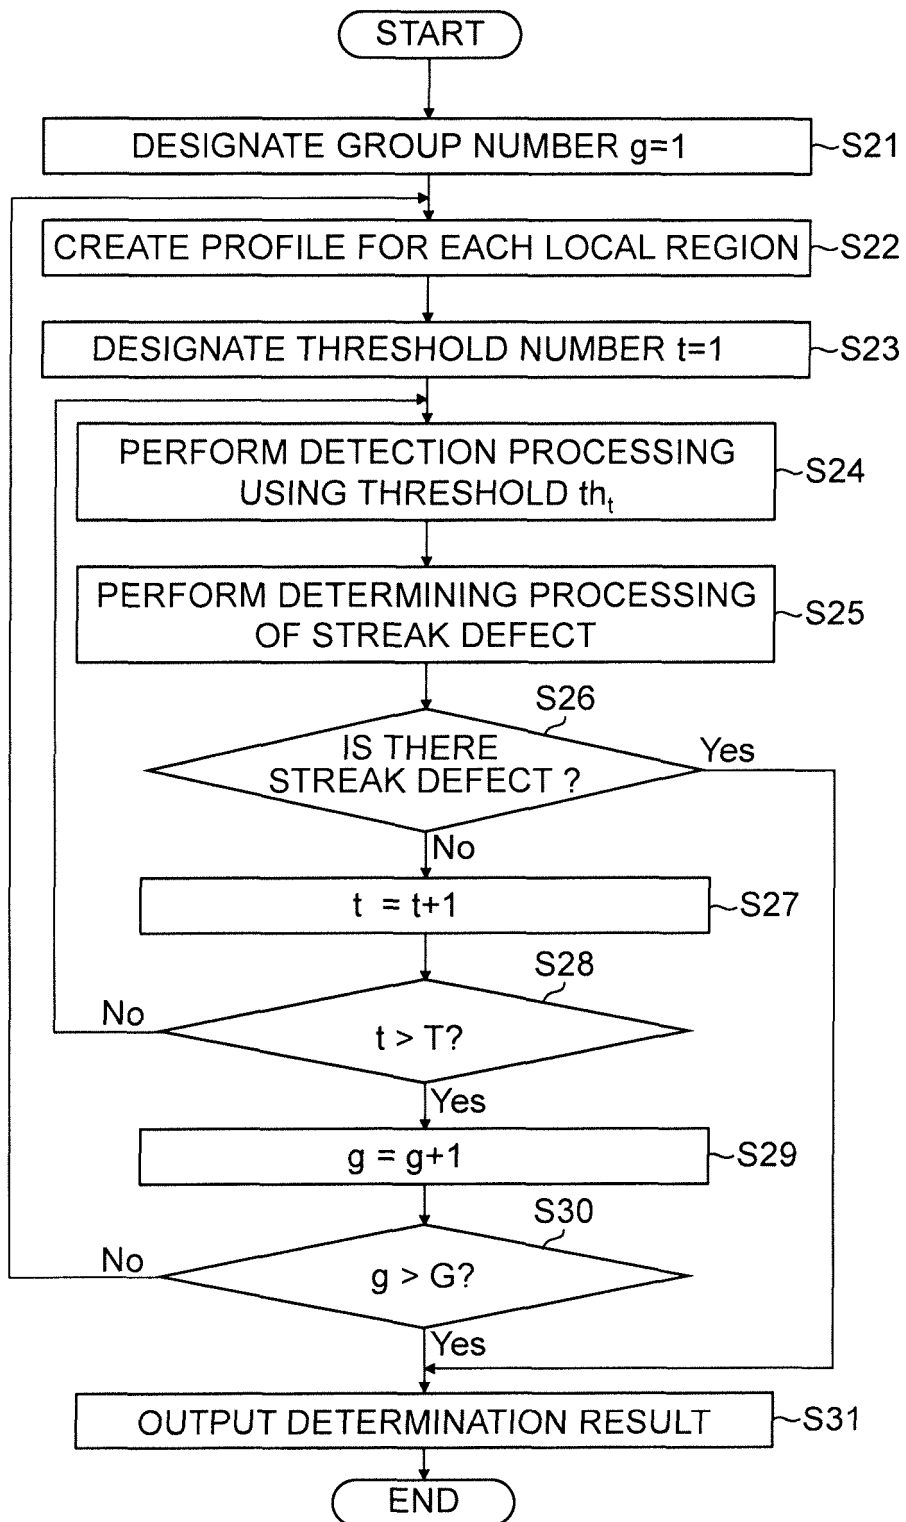 START
DESIGNATE GROUP NUMBER g=1
S21
CREATE PROFILE FOR EACH LOCAL REGION
S22
DESIGNATE THRESHOLD NUMBER t=1
S23
PERFORM DETECTION PROCESSING
USING THRESHOLD tht
S24
PERFORM DETERMINING PROCESSING
OF STREAK DEFECT
S25
S26
IS THERE
STREAK DEFECT ?
Yes
No
t = t+1
S27
S28
No
t > T?
Yes
g = g+1
S29
S30
No
g > G?
Yes
OUTPUT DETERMINATION RESULT
S31
END